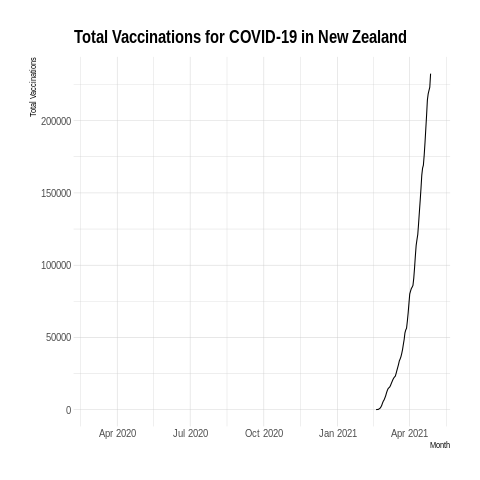 Total Vaccinations for COVID-19 in New Zealand
Total Vaccinations
200000
150000
100000
50000
0
Apr 2020 Jul 2020 Oct 2020 Jan 2021 Apr 2021
Month